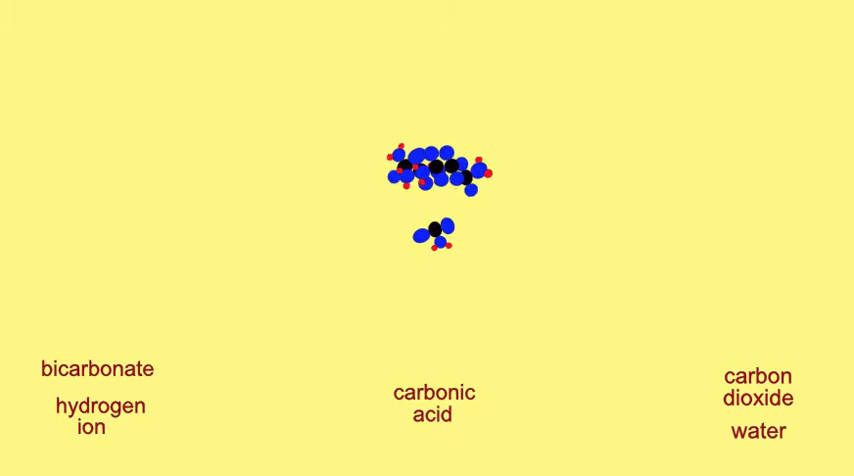 bicarbonate
hydrogen
ion
carbonic
acid
carbon
dioxide
water